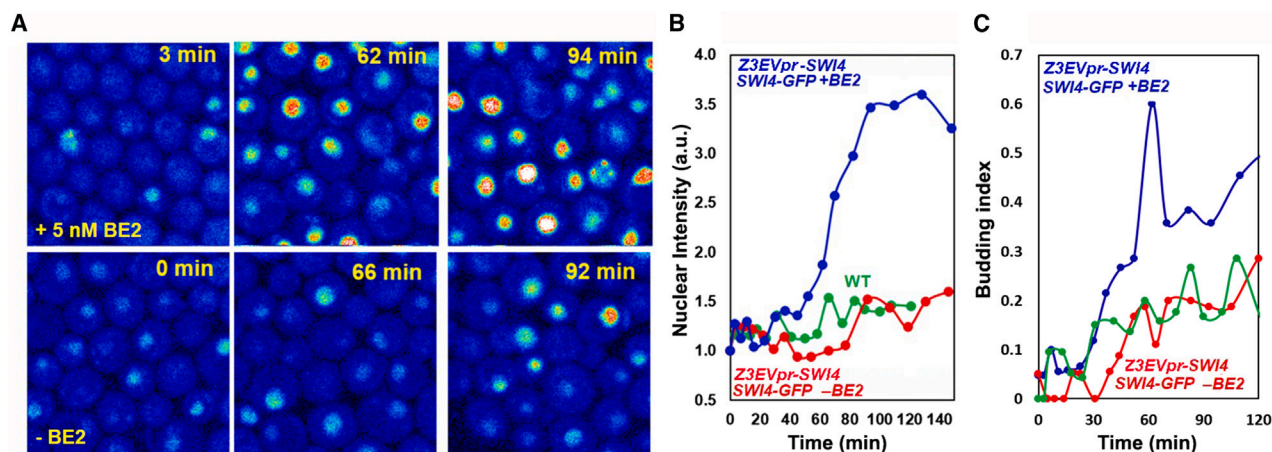 A
3 min
62 min
94 min
+ 5 nM BE2
0 min
66 min
92 min
- BE2
B
4.0
3.5
3.0
2.5
2.0
1.5
1.0
0.5
Nuclear Intensity (a.u.)
Z3EVpr-SWI4
SWI4-GFP +BE2
WT
Z3EVpr-SWI4
SWI4-GFP –BE2
0 20 40 60 80 100 120 140
Time (min)
C
0.7
0.6
0.5
0.4
0.3
0.2
0.1
0
Budding index
Z3EVpr-SWI4
SWI4-GFP +BE2
Z3EVpr-SWI4
SWI4-GFP –BE2
0 30 60 90 120
Time (min)